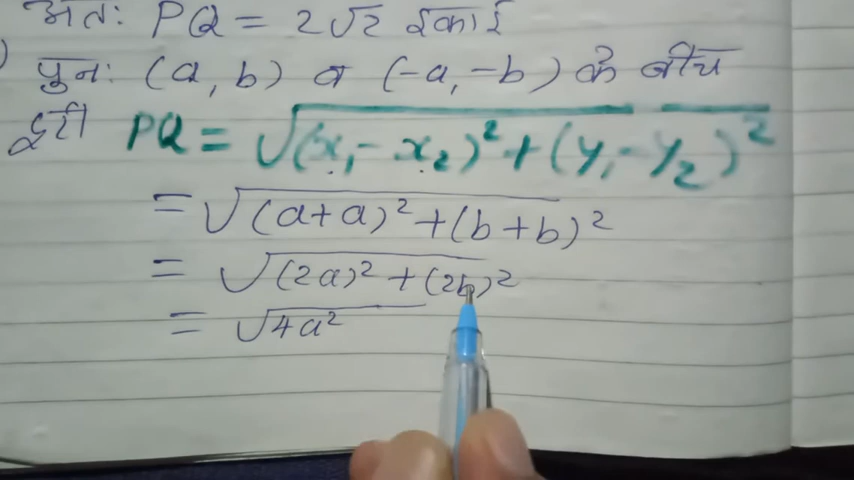 अतः PQ = 2√2 इकाई
) पुनः (a, b) व (-a, -b) के बीच
दूरी PQ = √(x₁ - x₂)² + (y₁ - y₂)²
= √(a+a)² + (b+b)²
= √(2a)² + (2b)²
= √4a²